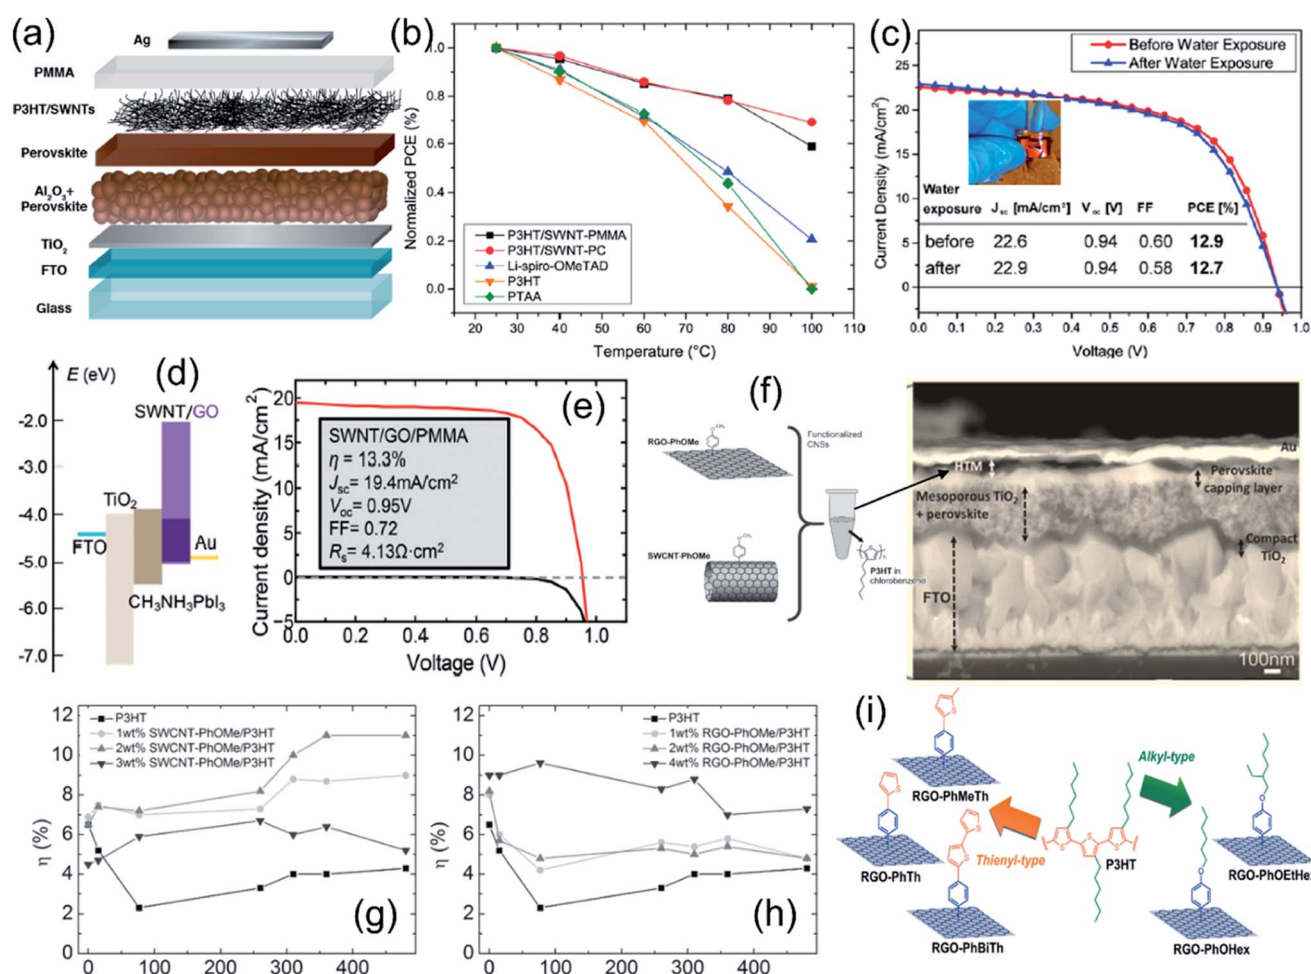 (a)
Ag
PMMA
P3HT/SWNTs
Perovskite
Al2O3+
Perovskite
TiO2
FTO
Glass
(b)
Normalized PCE (%)
1.0
0.8
0.6
0.4
0.2
0.0
P3HT/SWNT-PMMA
P3HT/SWNT-PC
Li-spiro-OMeTAD
P3HT
PTAA
20 30 40 50 60 70 80 90 100 110
Temperature (°C)
(c)
Before Water Exposure
After Water Exposure
Current Density (mA/cm²)
25
20
15
10
5
0
Water
exposure Jsc [mA/cm³] Voc [V] FF PCE [%]
before 22.6 0.94 0.60 12.9
after 22.9 0.94 0.58 12.7
0.0 0.1 0.2 0.3 0.4 0.5 0.6 0.7 0.8 0.9 1.0
Voltage (V)
(d)
E (eV)
-2.0
-3.0
-4.0
-5.0
-6.0
-7.0
SWNT/GO
TiO2
FTO
Au
CH3NH3PbI3
(e)
Current density (mA/cm²)
20
15
10
5
0
-5
SWNT/GO/PMMA
η = 13.3%
Jsc= 19.4mA/cm²
Voc= 0.95V
FF= 0.72
Rs= 4.13Ω·cm²
0.0 0.2 0.4 0.6 0.8 1.0
Voltage (V)
(f)
RGO-PhOMe
SWCNT-PhOMe
Functionalized
CNSs
P3HT in
chlorobenzene
Au
HTM
Perovskite
capping layer
Mesoporous TiO2
+ perovskite
Compact
TiO2
FTO
100nm
(g)
η (%)
12
10
8
6
4
2
0
P3HT
1wt% SWCNT-PhOMe/P3HT
2wt% SWCNT-PhOMe/P3HT
3wt% SWCNT-PhOMe/P3HT
0 100 200 300 400
(h)
η (%)
12
10
8
6
4
2
0
P3HT
1wt% RGO-PhOMe/P3HT
2wt% RGO-PhOMe/P3HT
4wt% RGO-PhOMe/P3HT
0 100 200 300 400
(i)
RGO-PhMeTh
RGO-PhTh
RGO-PhBiTh
Thienyl-type
Alkyl-type
P3HT
RGO-PhOEtHex
RGO-PhOHex